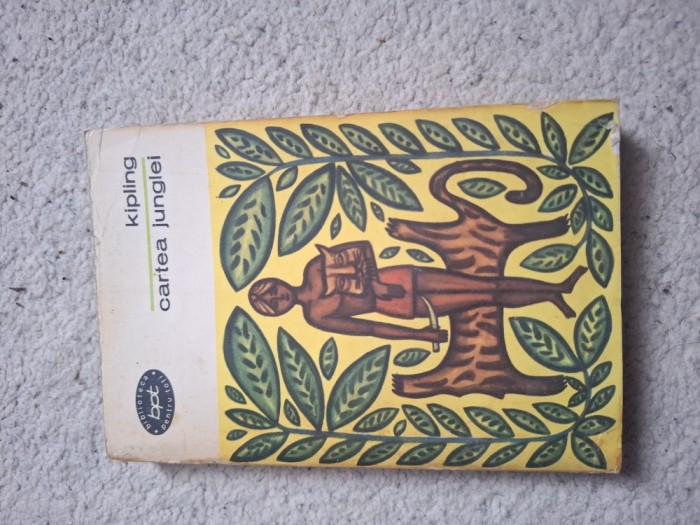 kipling
cartea junglei
biblioteca
bpt
pentru toți